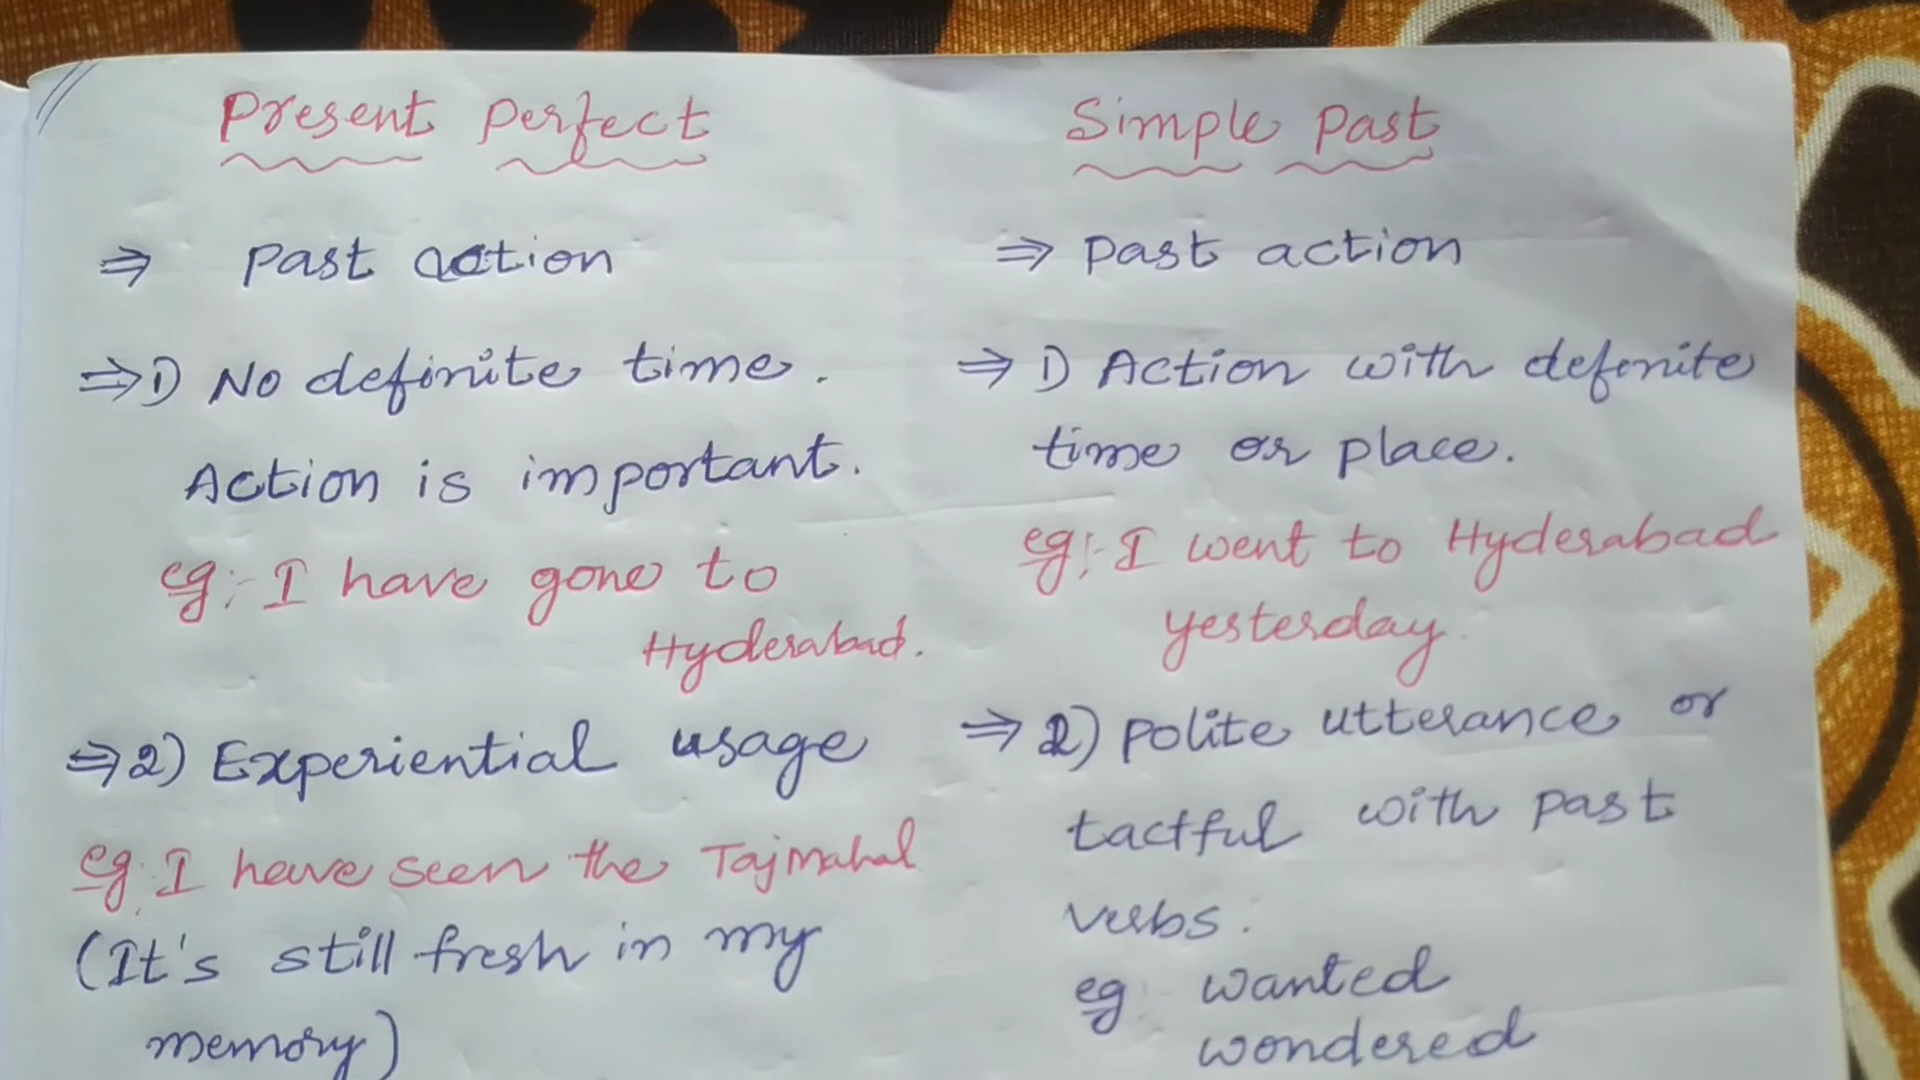 Present Perfect
⇒ Past action
⇒ 1) No definite time.
Action is important.
eg:- I have gone to
Hyderabad.
⇒ 2) Experiential usage
eg: I have seen the Tajmahal
(It's still fresh in my
memory)
Simple Past
⇒ Past action
⇒ 1) Action with definite
time or place.
eg:- I went to Hyderabad
yesterday.
⇒ 2) Polite utterance or
tactful with past
verbs.
eg: wanted
wondered